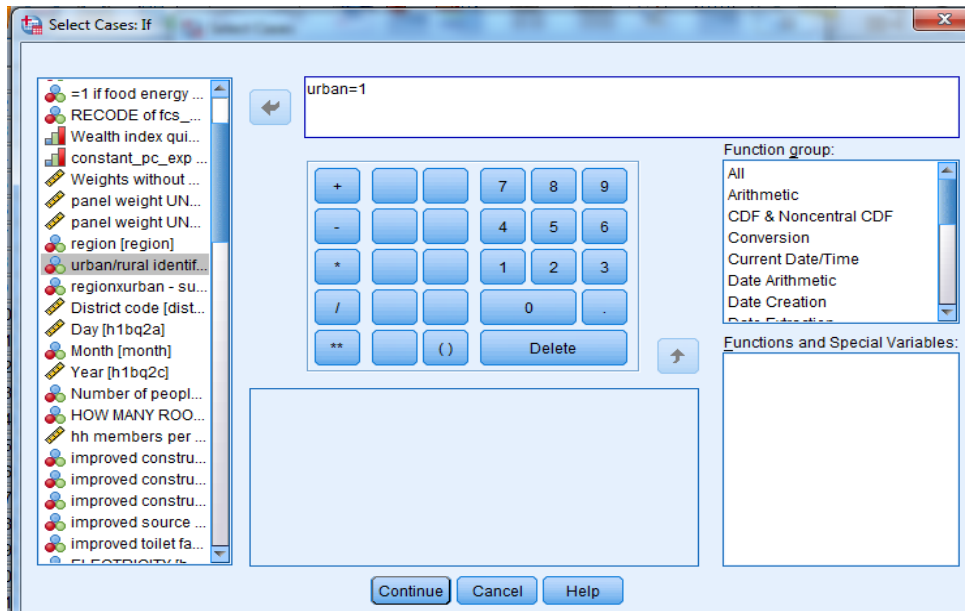 Select Cases: If
=1 if food energy ...
RECODE of fcs_...
Wealth index qui...
constant_pc_exp ...
Weights without ...
panel weight UN...
panel weight UN...
region [region]
urban/rural identif...
regionxurban - su...
District code [dist...
Day [h1bq2a]
Month [month]
Year [h1bq2c]
Number of peopl...
HOW MANY ROO...
hh members per ...
improved constru...
improved constru...
improved constru...
improved source ...
improved toilet fa...
urban=1
+ 7 8 9
- 4 5 6
* 1 2 3
/ 0 .
** ( ) Delete
Function group:
All
Arithmetic
CDF & Noncentral CDF
Conversion
Current Date/Time
Date Arithmetic
Date Creation
Date Extraction
Functions and Special Variables:
Continue Cancel Help